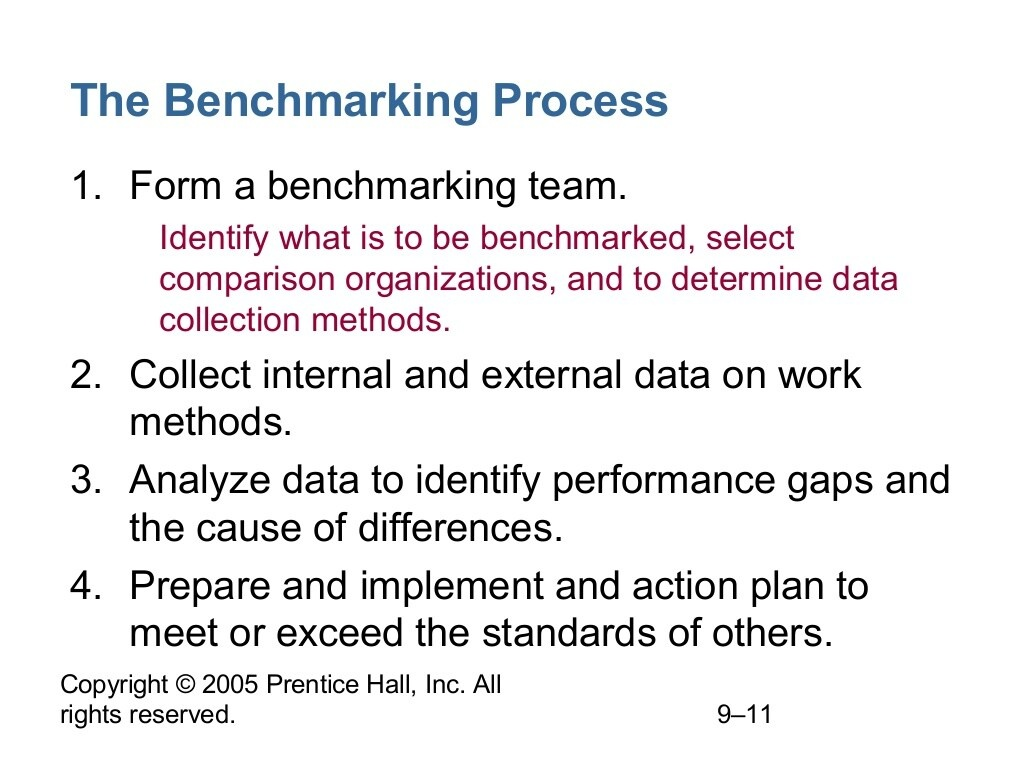 The Benchmarking Process
1. Form a benchmarking team.
Identify what is to be benchmarked, select
comparison organizations, and to determine data
collection methods.
2. Collect internal and external data on work
methods.
3. Analyze data to identify performance gaps and
the cause of differences.
4. Prepare and implement and action plan to
meet or exceed the standards of others.
Copyright © 2005 Prentice Hall, Inc. All
rights reserved.
9–11